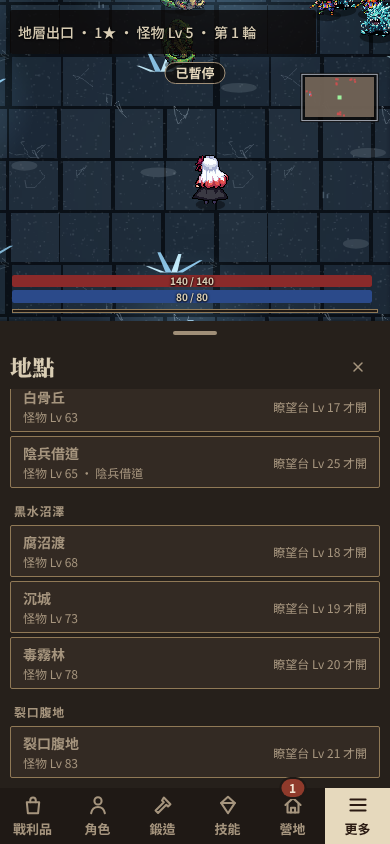 地層出口 · 1★ · 怪物 Lv 5 · 第 1 輪
已暫停
140 / 140
80 / 80
地點
×
白骨丘
怪物 Lv 63
瞭望台 Lv 17 才開
陰兵借道
怪物 Lv 65 · 陰兵借道
瞭望台 Lv 25 才開
黑水沼澤
腐沼渡
怪物 Lv 68
瞭望台 Lv 18 才開
沉城
怪物 Lv 73
瞭望台 Lv 19 才開
毒霧林
怪物 Lv 78
瞭望台 Lv 20 才開
裂口腹地
裂口腹地
怪物 Lv 83
瞭望台 Lv 21 才開
1
戰利品
角色
鍛造
技能
營地
更多